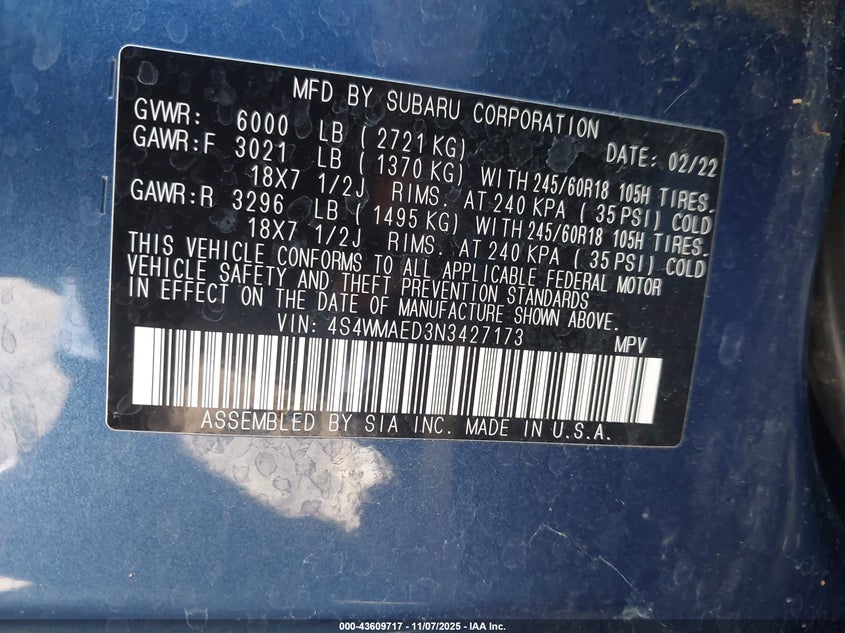 MFD BY SUBARU CORPORATION
GVWR: 6000 LB ( 2721 KG) DATE: 02/22
GAWR:F 3021 LB ( 1370 KG) WITH 245/60R18 105H TIRES.
18X7 1/2J RIMS. AT 240 KPA ( 35 PSI) COLD
GAWR:R 3296 LB ( 1495 KG) WITH 245/60R18 105H TIRES.
18X7 1/2J RIMS. AT 240 KPA ( 35 PSI) COLD
THIS VEHICLE CONFORMS TO ALL APPLICABLE FEDERAL MOTOR
VEHICLE SAFETY AND THEFT PREVENTION STANDARDS
IN EFFECT ON THE DATE OF MANUFACTURE SHOWN ABOVE.
VIN: 4S4WMAED3N3427173 MPV
ASSEMBLED BY SIA INC. MADE IN U.S.A.
000-43609717 - 11/07/2025 - IAA Inc.